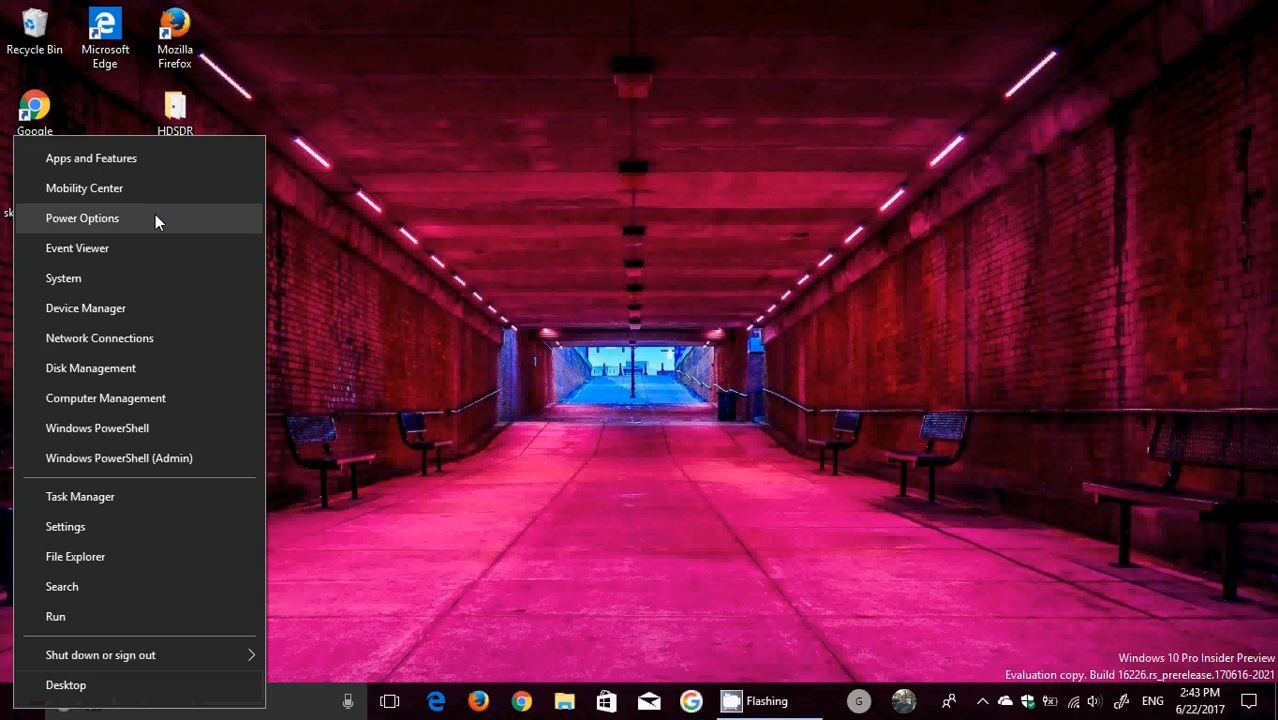 Recycle Bin
Microsoft Edge
Mozilla Firefox
Google
HDSDR
Apps and Features
Mobility Center
Power Options
Event Viewer
System
Device Manager
Network Connections
Disk Management
Computer Management
Windows PowerShell
Windows PowerShell (Admin)
Task Manager
Settings
File Explorer
Search
Run
Shut down or sign out
Desktop
Windows 10 Pro Insider Preview
Evaluation copy. Build 16226.rs_prerelease.170616-2021
Flashing
G
ENG
2:43 PM
6/22/2017